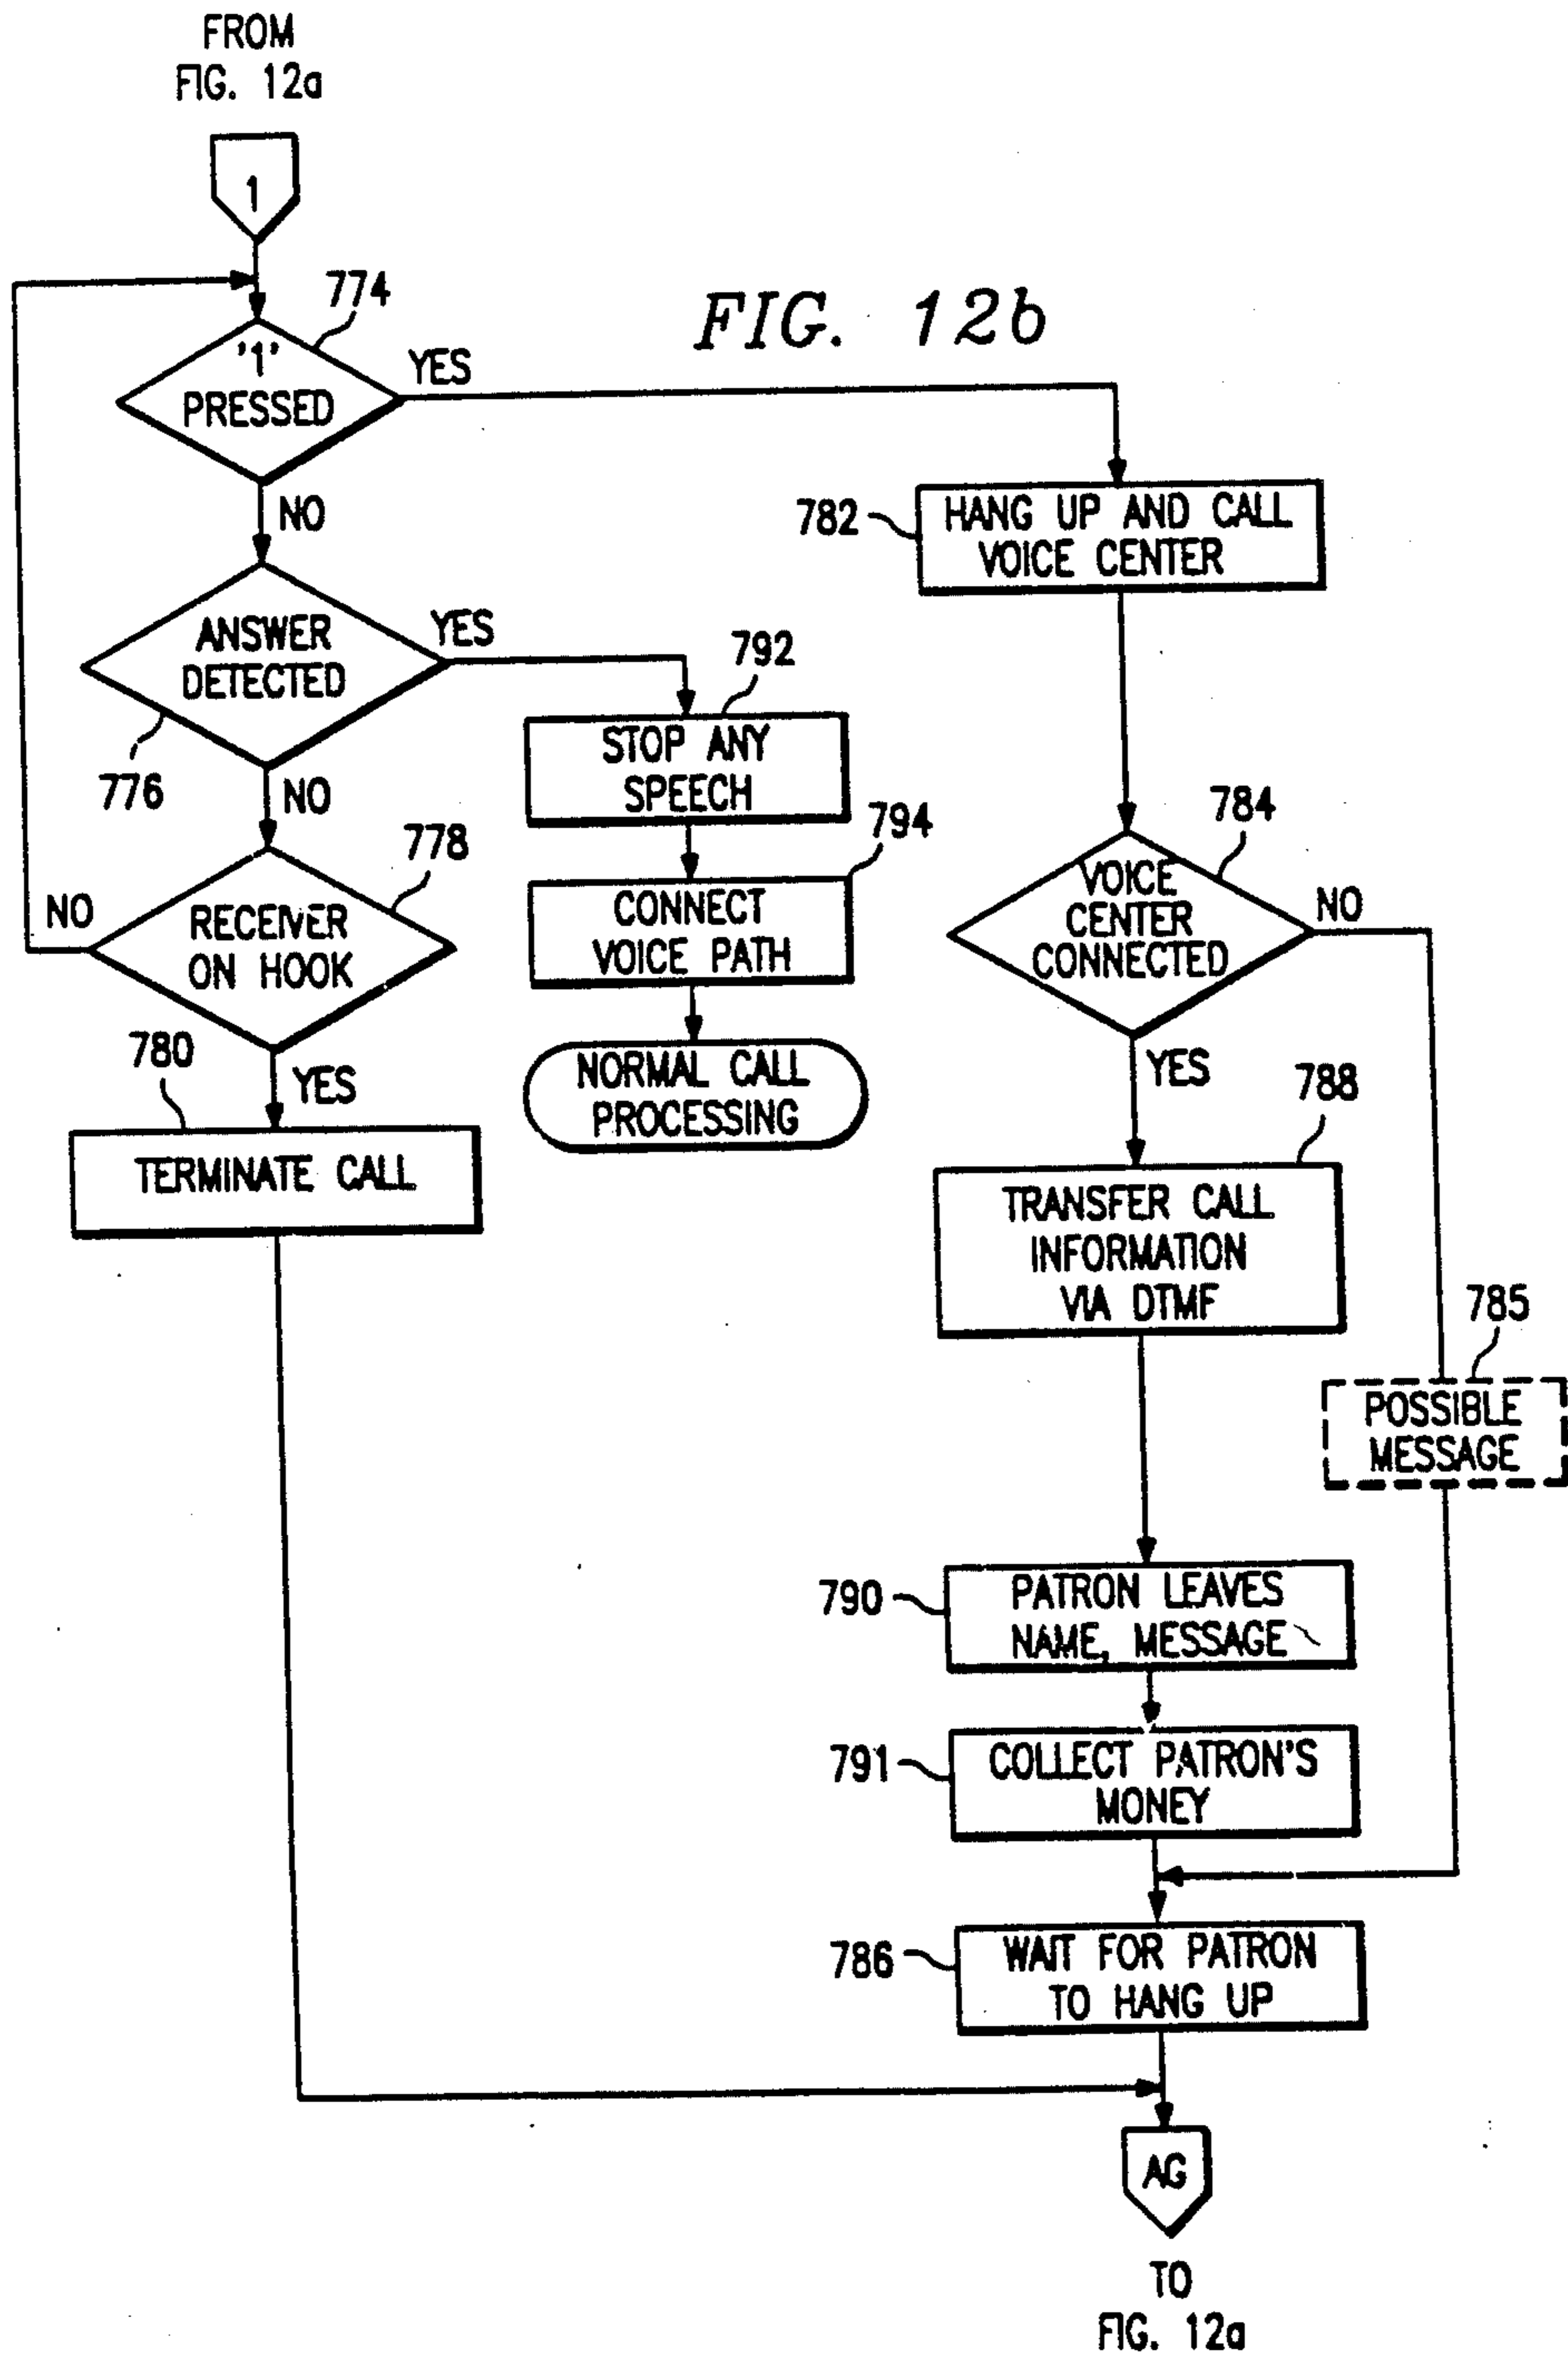 FROM
FIG. 12a
1
774
FIG. 12b
'1'
PRESSED
YES
NO
782
HANG UP AND CALL
VOICE CENTER
ANSWER
DETECTED
YES
776
NO
792
STOP ANY
SPEECH
794
CONNECT
VOICE PATH
NORMAL CALL
PROCESSING
778
RECEIVER
ON HOOK
NO
YES
780
TERMINATE CALL
784
VOICE
CENTER
CONNECTED
NO
YES
788
TRANSFER CALL
INFORMATION
VIA DTMF
785
POSSIBLE
MESSAGE
790
PATRON LEAVES
NAME, MESSAGE
791
COLLECT PATRON'S
MONEY
786
WAIT FOR PATRON
TO HANG UP
AG
TO
FIG. 12a